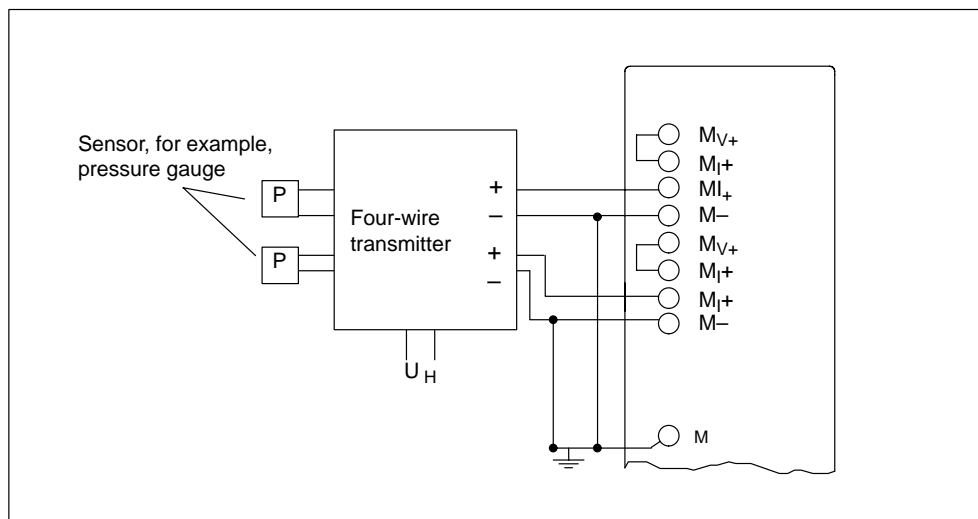 Sensor, for example,
pressure gauge
P
P
Four-wire
transmitter
+
–
+
–
U H
MV+
MI+
MI+
M–
MV+
MI+
MI+
M–
M